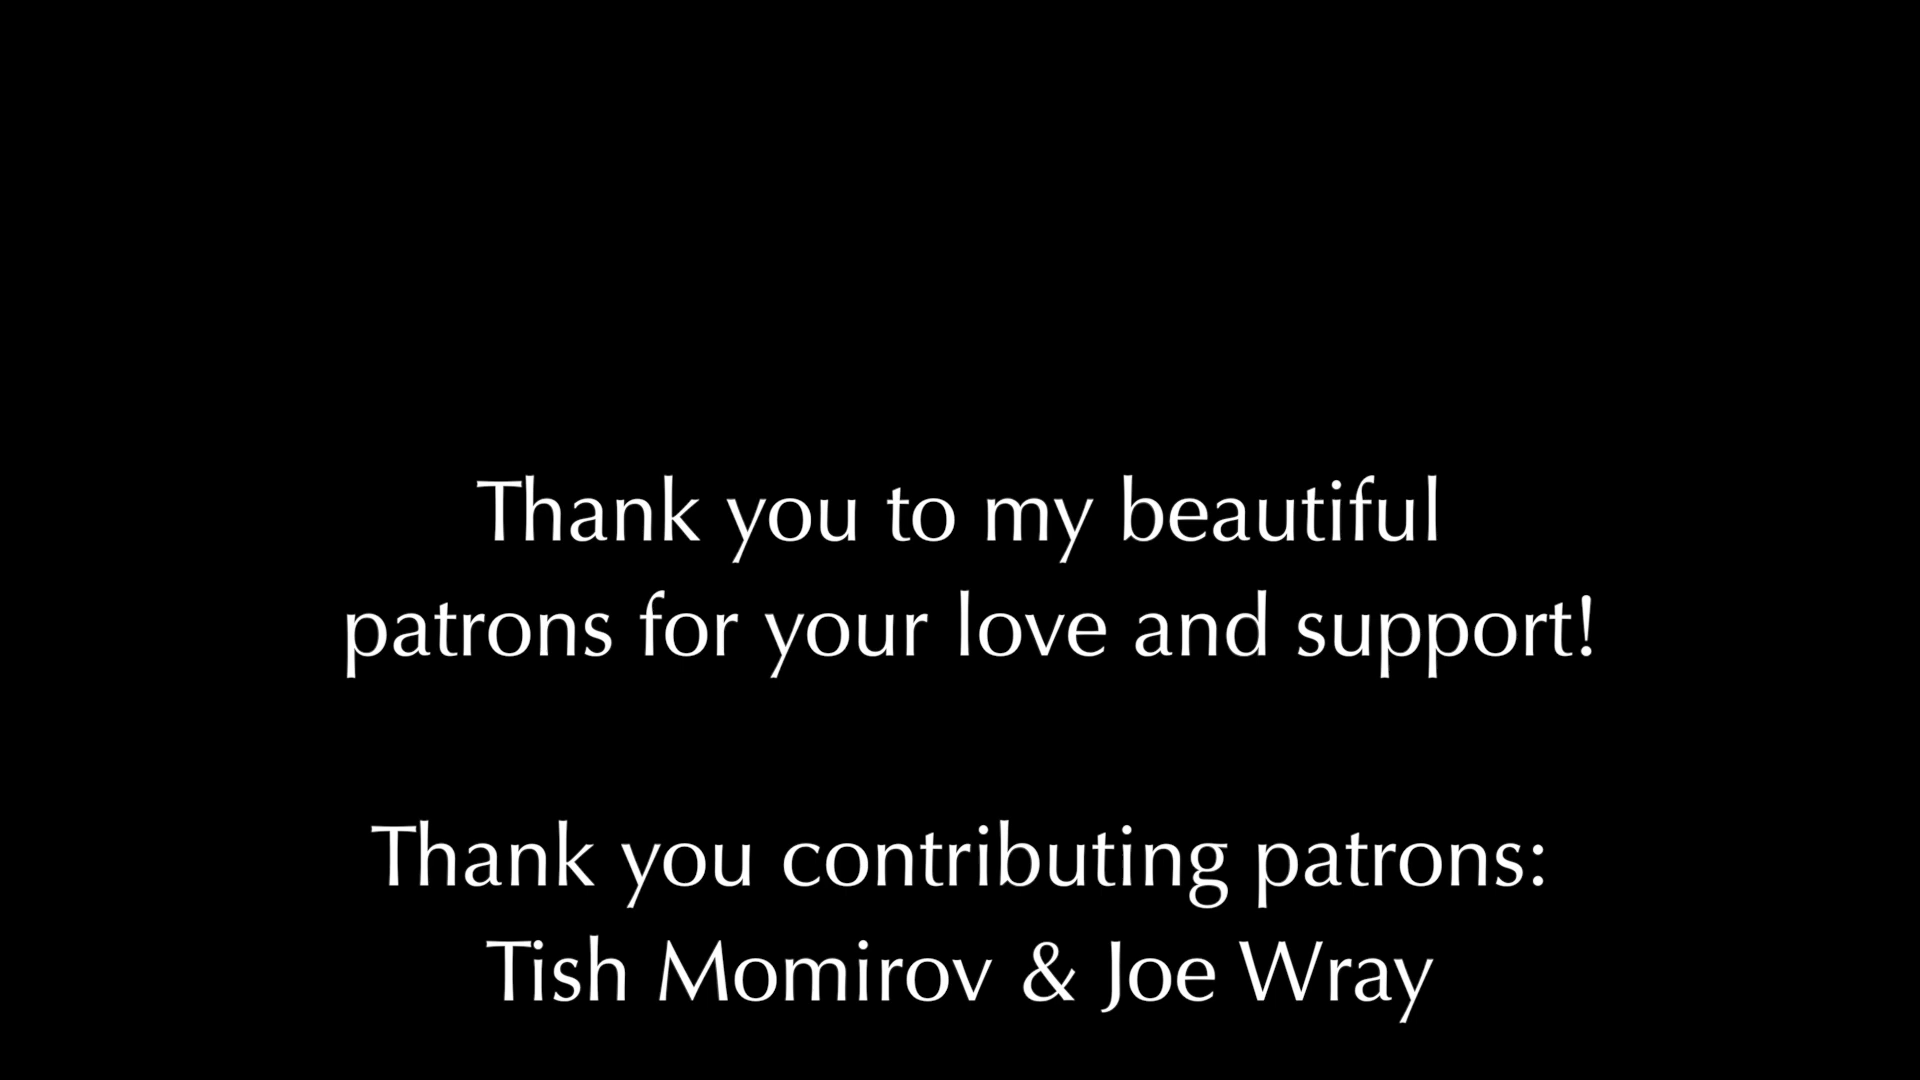 Thank you to my beautiful
patrons for your love and support!
Thank you contributing patrons:
Tish Momirov & Joe Wray